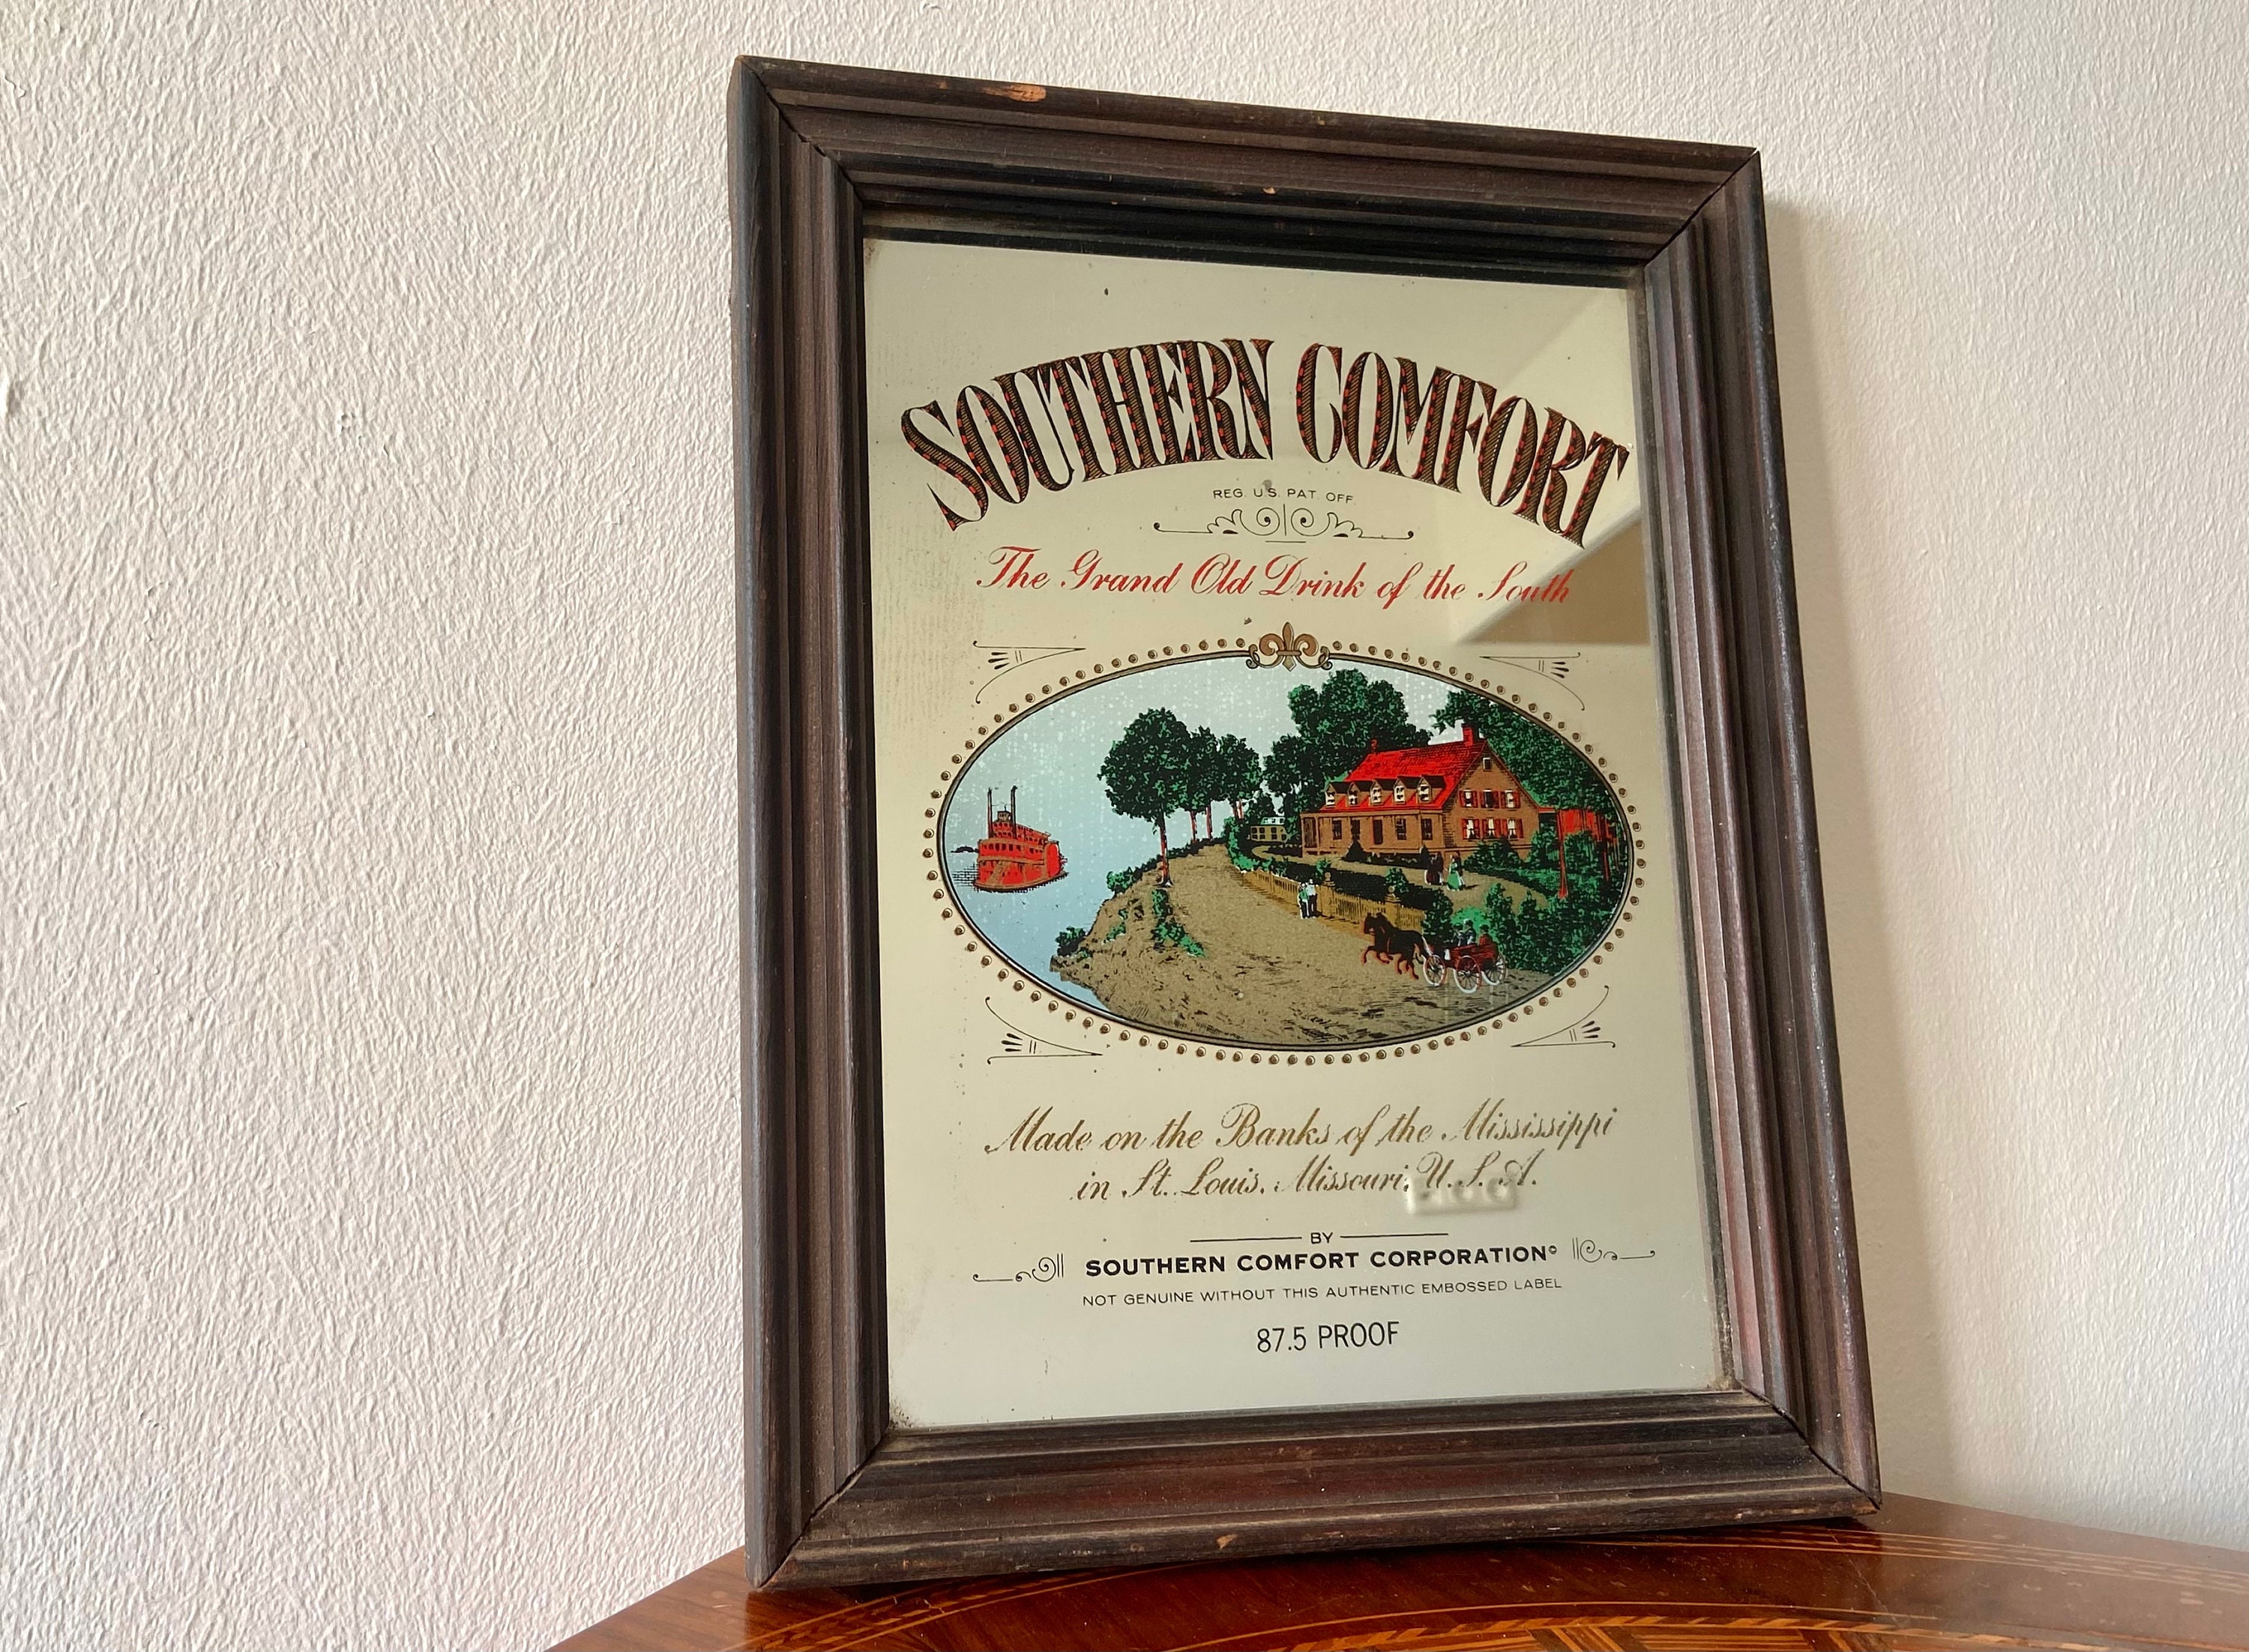 SOUTHERN COMFORT
REG. U.S. PAT. OFF
The Grand Old Drink of the South
Made on the Banks of the Mississippi
in St. Louis, Missouri, U.S.A.
BY
SOUTHERN COMFORT CORPORATION©
NOT GENUINE WITHOUT THIS AUTHENTIC EMBOSSED LABEL
87.5 PROOF